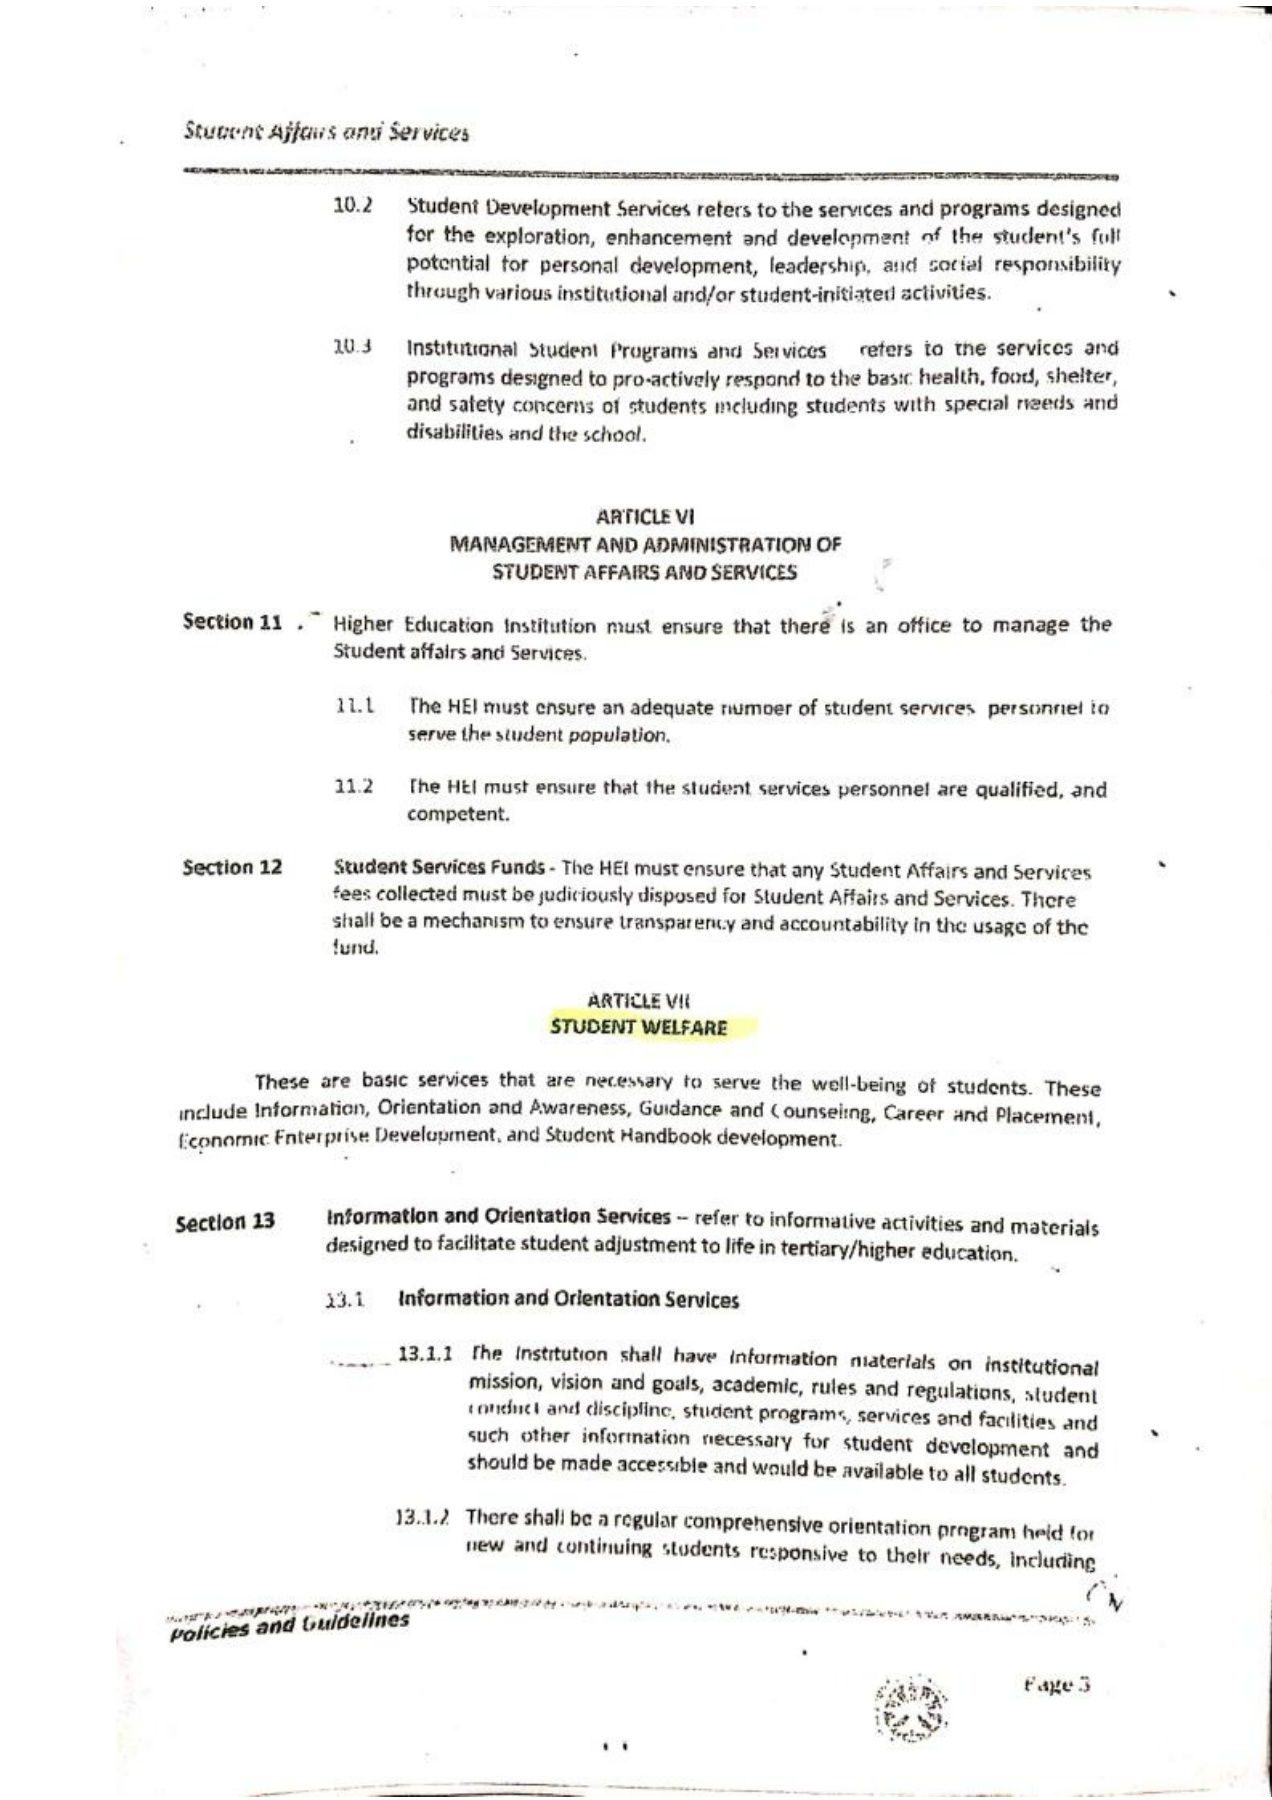 Student Affairs and Services
10.2 Student Development Services refers to the services and programs designed
for the exploration, enhancement and development of the student's full
potential for personal development, leadership, and social responsibility
through various institutional and/or student-initiated activities.
10.3 Institutional Student Programs and Services refers to the services and
programs designed to pro-actively respond to the basic health, food, shelter,
and safety concerns of students including students with special needs and
disabilities and the school.
ARTICLE VI
MANAGEMENT AND ADMINISTRATION OF
STUDENT AFFAIRS AND SERVICES
Section 11 . Higher Education Institution must ensure that there is an office to manage the
Student affairs and Services.
11.1 The HEI must ensure an adequate number of student services personnel to
serve the student population.
11.2 The HEI must ensure that the student services personnel are qualified, and
competent.
Section 12 Student Services Funds - The HEI must ensure that any Student Affairs and Services
fees collected must be judiciously disposed for Student Affairs and Services. There
shall be a mechanism to ensure transparency and accountability in the usage of the
fund.
ARTICLE VII
STUDENT WELFARE
These are basic services that are necessary to serve the well-being of students. These
include Information, Orientation and Awareness, Guidance and Counseling, Career and Placement,
Economic Enterprise Development, and Student Handbook development.
Section 13 Information and Orientation Services – refer to informative activities and materials
designed to facilitate student adjustment to life in tertiary/higher education.
13.1 Information and Orientation Services
13.1.1 The Institution shall have information materials on institutional
mission, vision and goals, academic, rules and regulations, student
conduct and discipline, student programs, services and facilities and
such other information necessary for student development and
should be made accessible and would be available to all students.
13.1.2 There shall be a regular comprehensive orientation program held for
new and continuing students responsive to their needs, including
Policies and Guidelines
Page